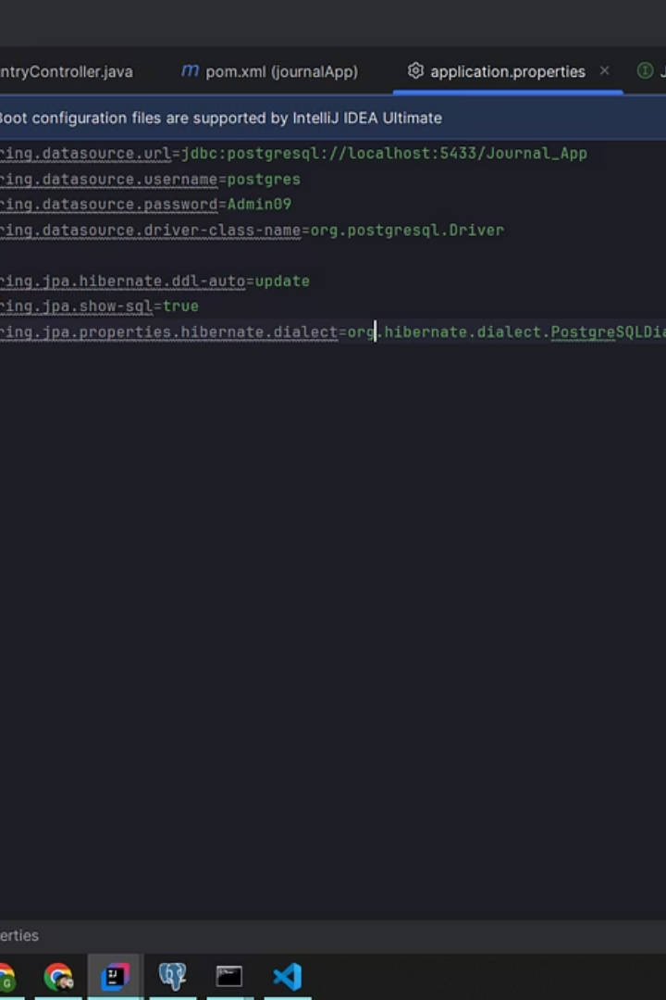 ntryController.java
m pom.xml (journalApp)
application.properties
Boot configuration files are supported by IntelliJ IDEA Ultimate
ring.datasource.url=jdbc:postgresql://localhost:5433/Journal_App
ring.datasource.username=postgres
ring.datasource.password=Admin09
ring.datasource.driver-class-name=org.postgresql.Driver
ring.jpa.hibernate.ddl-auto=update
ring.jpa.show-sql=true
ring.jpa.properties.hibernate.dialect=org.hibernate.dialect.PostgreSQLDia
erties